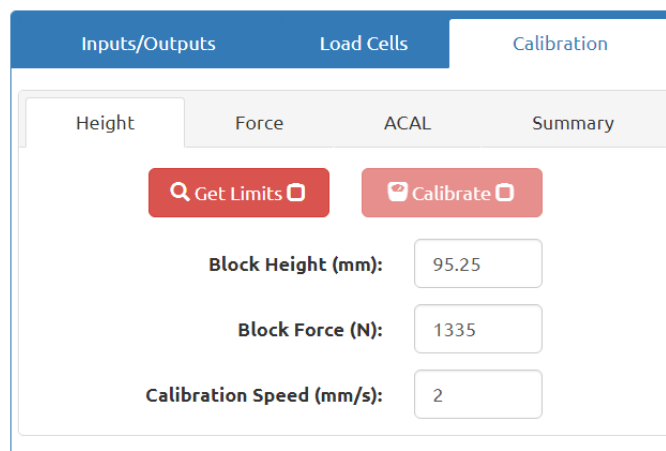 Inputs/Outputs Load Cells Calibration
Height Force ACAL Summary
Get Limits Calibrate
Block Height (mm): 95.25
Block Force (N): 1335
Calibration Speed (mm/s): 2